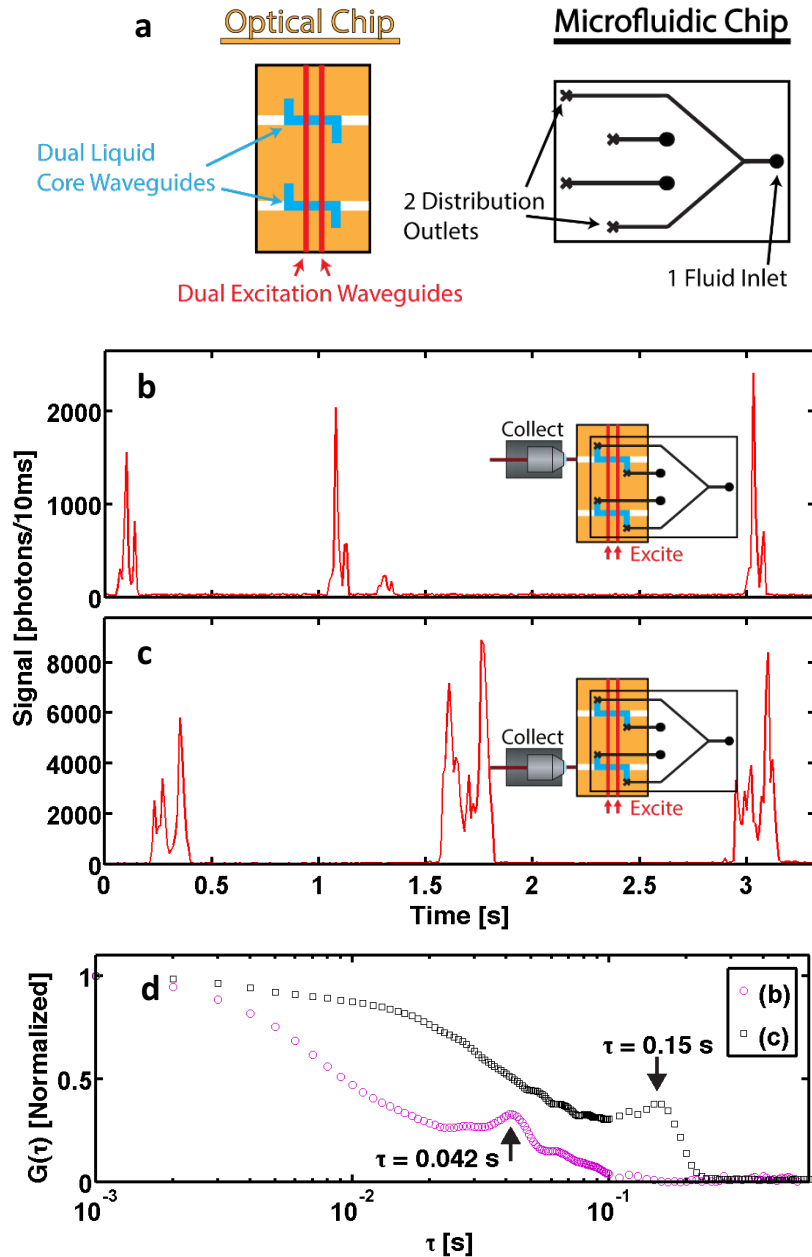 a
Optical Chip
Microfluidic Chip
Dual Liquid
Core Waveguides
2 Distribution
Outlets
1 Fluid Inlet
Dual Excitation Waveguides
b
Signal [photons/10ms]
2000
1000
0
Collect
Excite
c
8000
6000
4000
2000
0
Collect
Excite
0
0.5
1
1.5
2
2.5
3
Time [s]
d
G(τ) [Normalized]
1
0.5
0
(b)
(c)
τ = 0.15 s
τ = 0.042 s
10⁻³
10⁻²
10⁻¹
τ [s]